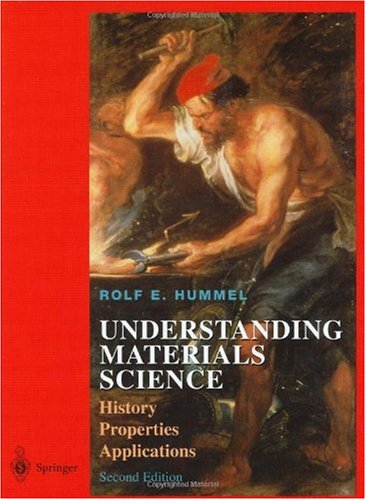 ROLF E. HUMMEL
UNDERSTANDING
MATERIALS
SCIENCE
History
Properties
Applications
Second Edition
Springer